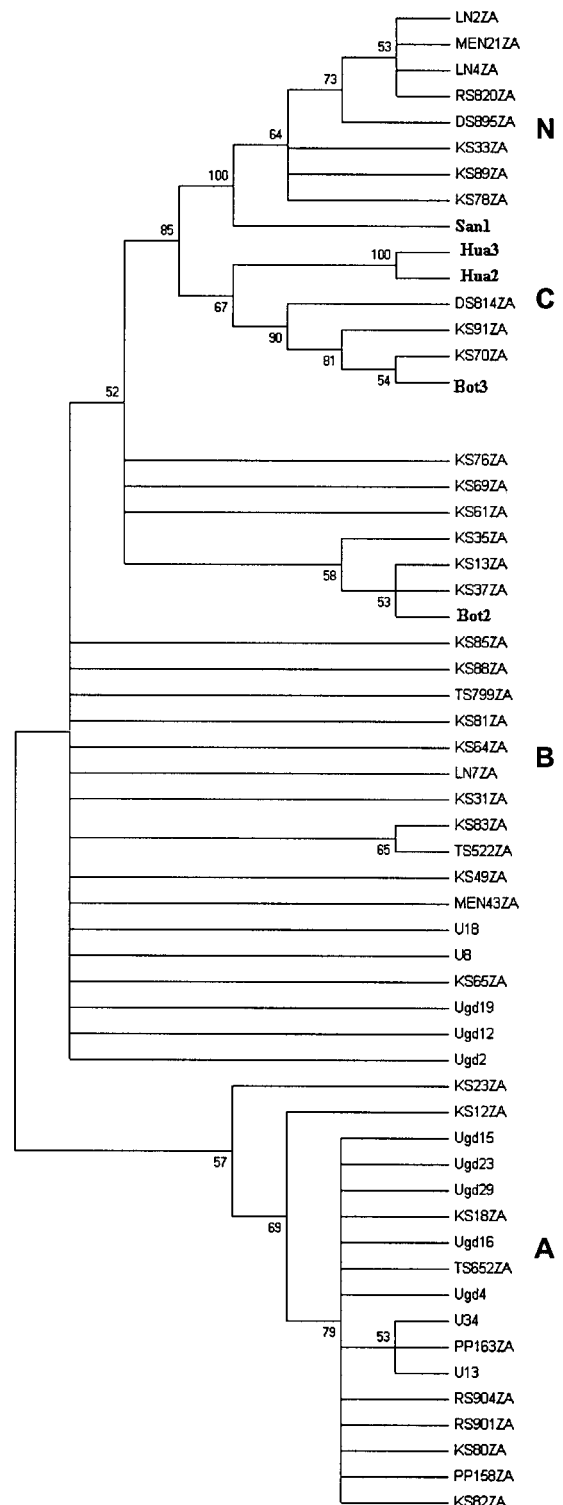 LN2ZA
53
MEN21ZA
LN4ZA
73
RS820ZA
DS895ZA
N
64
KS33ZA
KS89ZA
100
KS78ZA
San1
85
100
Hua3
Hua2
67
DS814ZA
C
90
KS91ZA
81
KS70ZA
54
Bot3
52
KS76ZA
KS69ZA
KS61ZA
KS35ZA
58
KS13ZA
KS37ZA
53
Bot2
KS85ZA
KS88ZA
TS799ZA
KS81ZA
KS64ZA
B
LN7ZA
KS31ZA
KS83ZA
65
TS522ZA
KS49ZA
MEN43ZA
U18
U8
KS65ZA
Ugd19
Ugd12
Ugd2
KS23ZA
KS12ZA
57
Ugd15
Ugd23
Ugd29
69
KS18ZA
Ugd16
A
TS652ZA
Ugd4
79
53
U34
PP163ZA
U13
RS904ZA
RS901ZA
KS80ZA
PP158ZA
KS82ZA